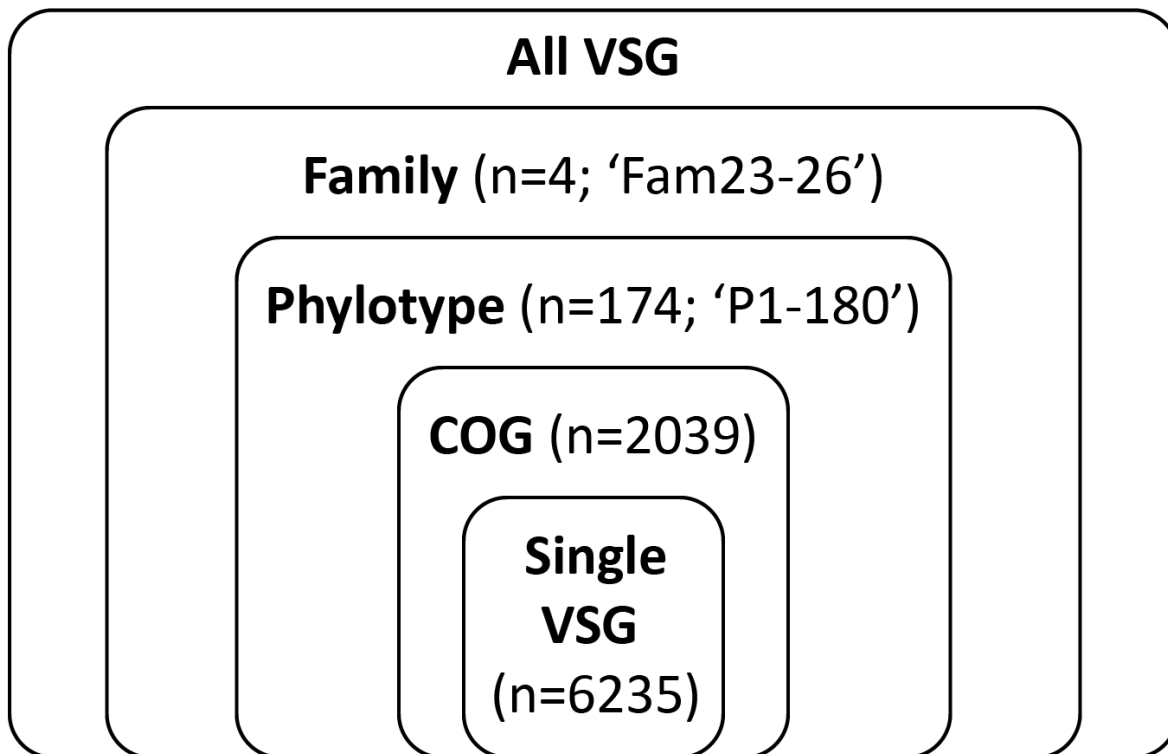 All VSG
Family (n=4; ‘Fam23-26’)
Phylotype (n=174; ‘P1-180’)
COG (n=2039)
Single
VSG
(n=6235)